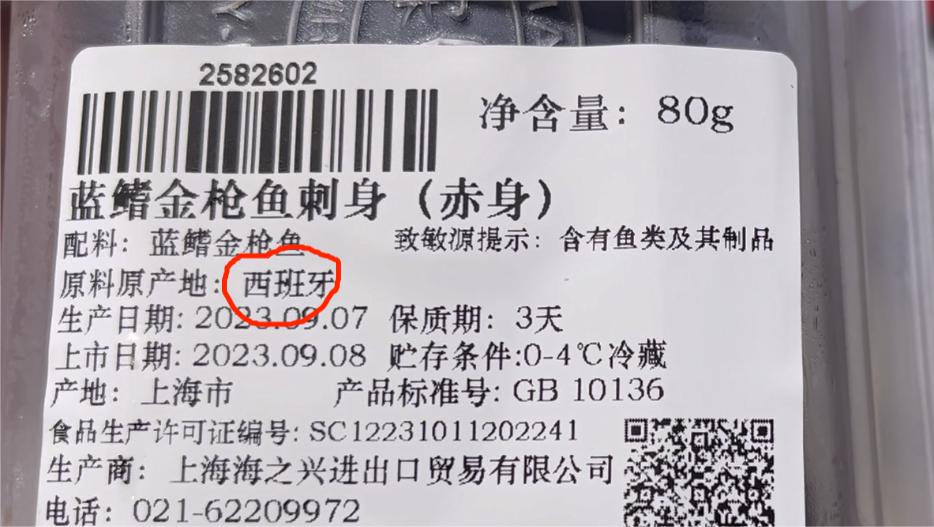 2582602
净含量：80g
蓝鳍金枪鱼刺身（赤身）
配料：蓝鳍金枪鱼 致敏源提示：含有鱼类及其制品
原料原产地：西班牙
生产日期：2023.09.07 保质期：3天
上市日期：2023.09.08 贮存条件:0-4℃冷藏
产地：上海市 产品标准号：GB 10136
食品生产许可证编号：SC12231011202241
生产商：上海海之兴进出口贸易有限公司
电话：021-62209972